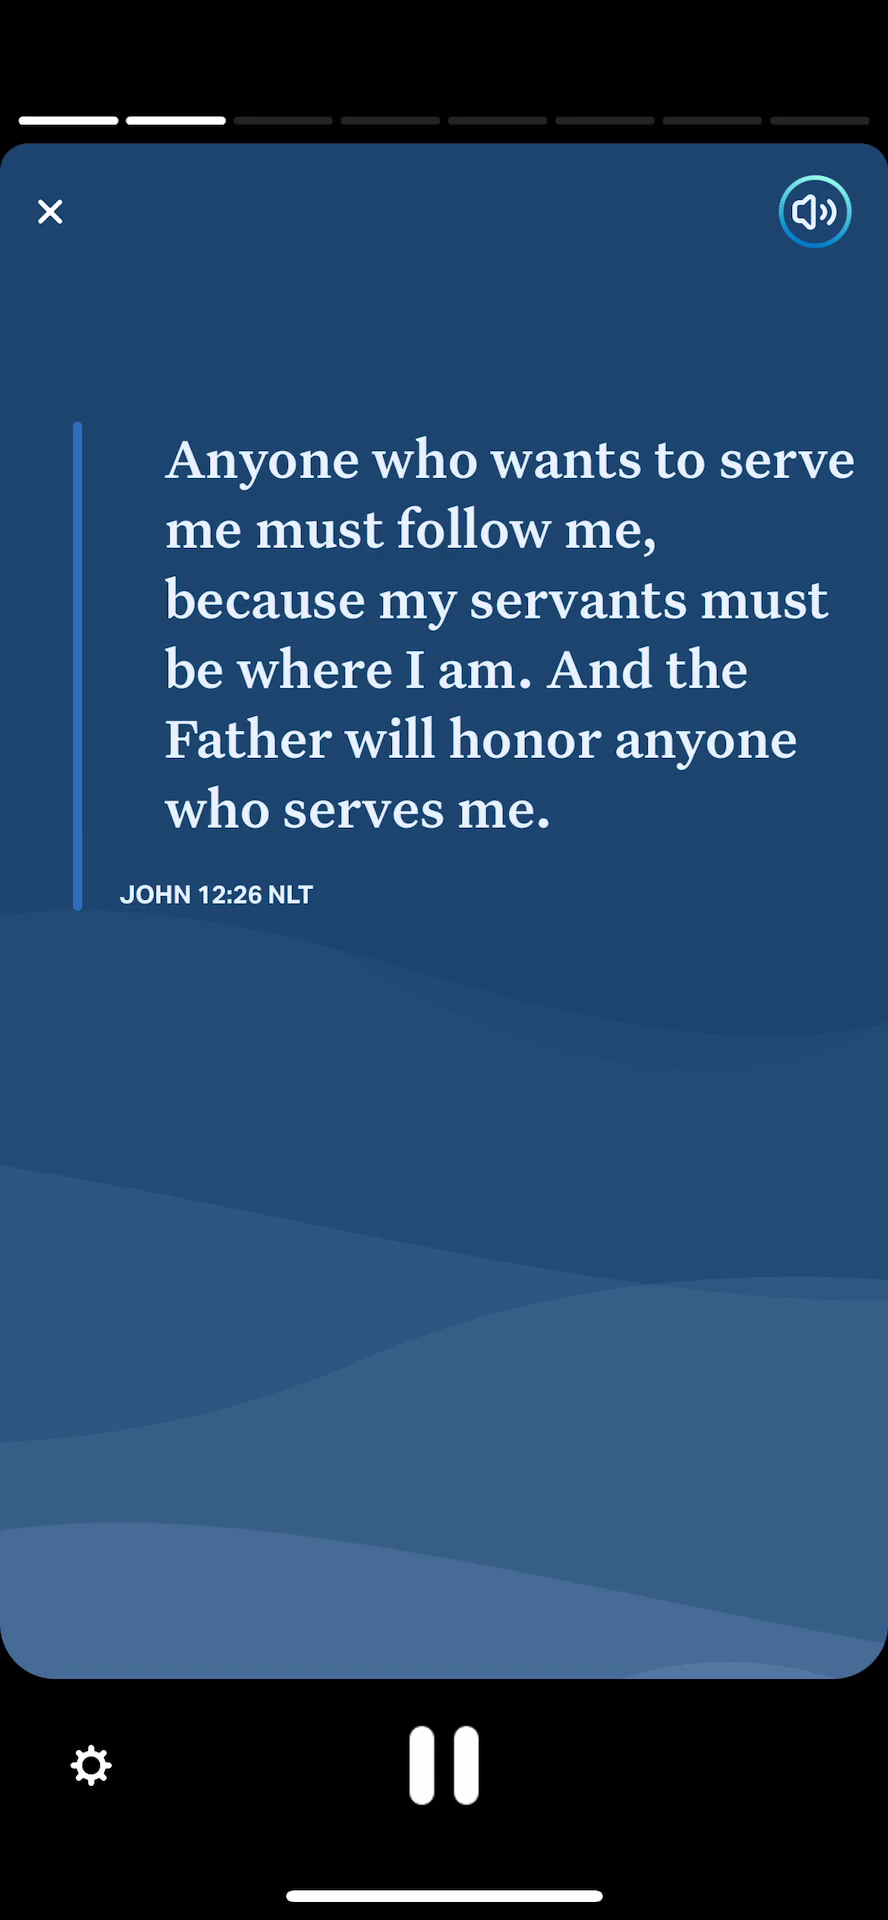 Anyone who wants to serve
me must follow me,
because my servants must
be where I am. And the
Father will honor anyone
who serves me.
JOHN 12:26 NLT